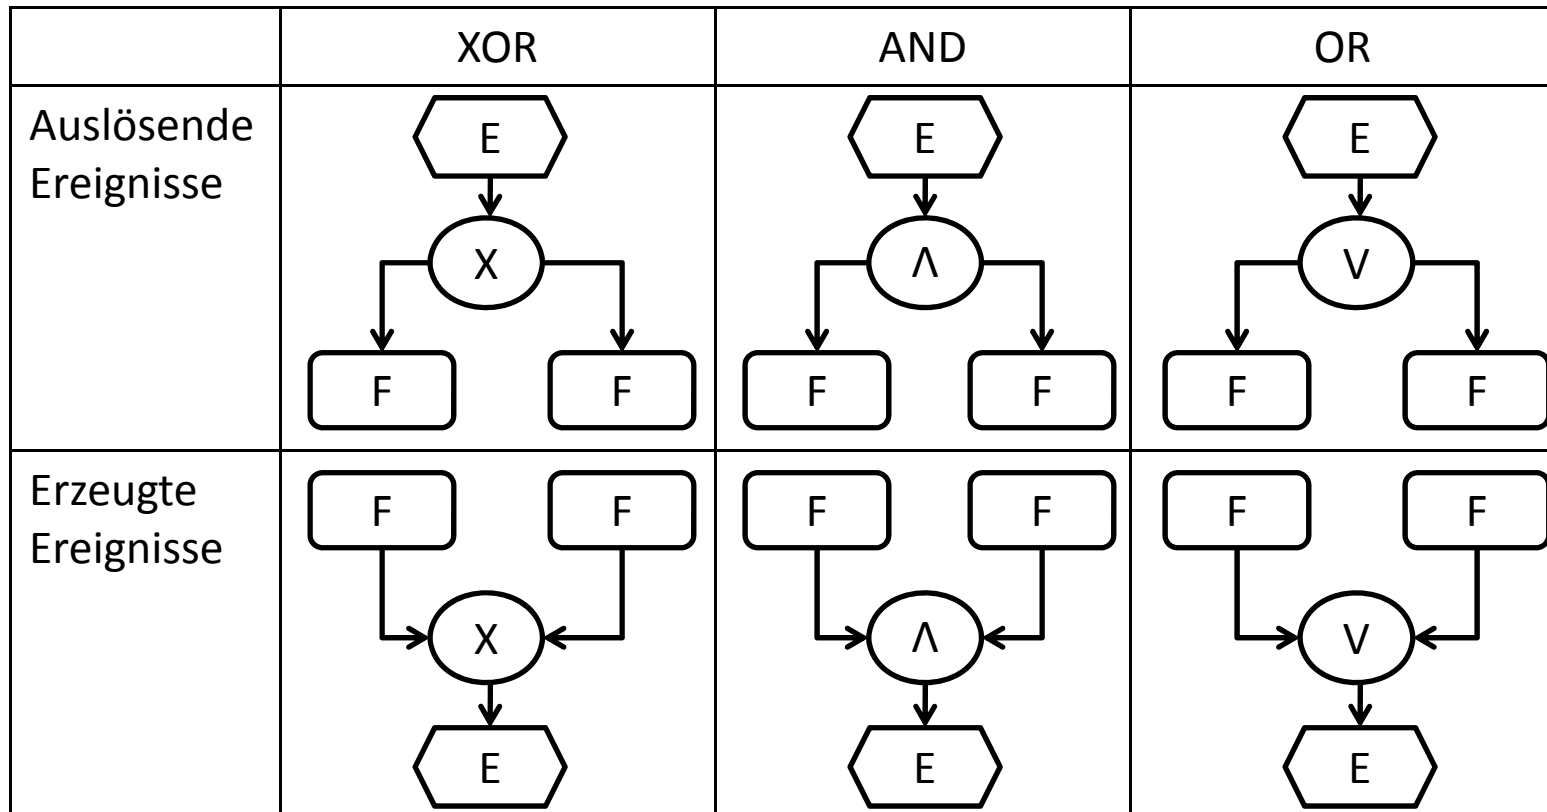 XOR AND OR
Auslösende
Ereignisse
E E E
X Λ V
F F F F F F
Erzeugte
Ereignisse
F F F F F F
X Λ V
E E E